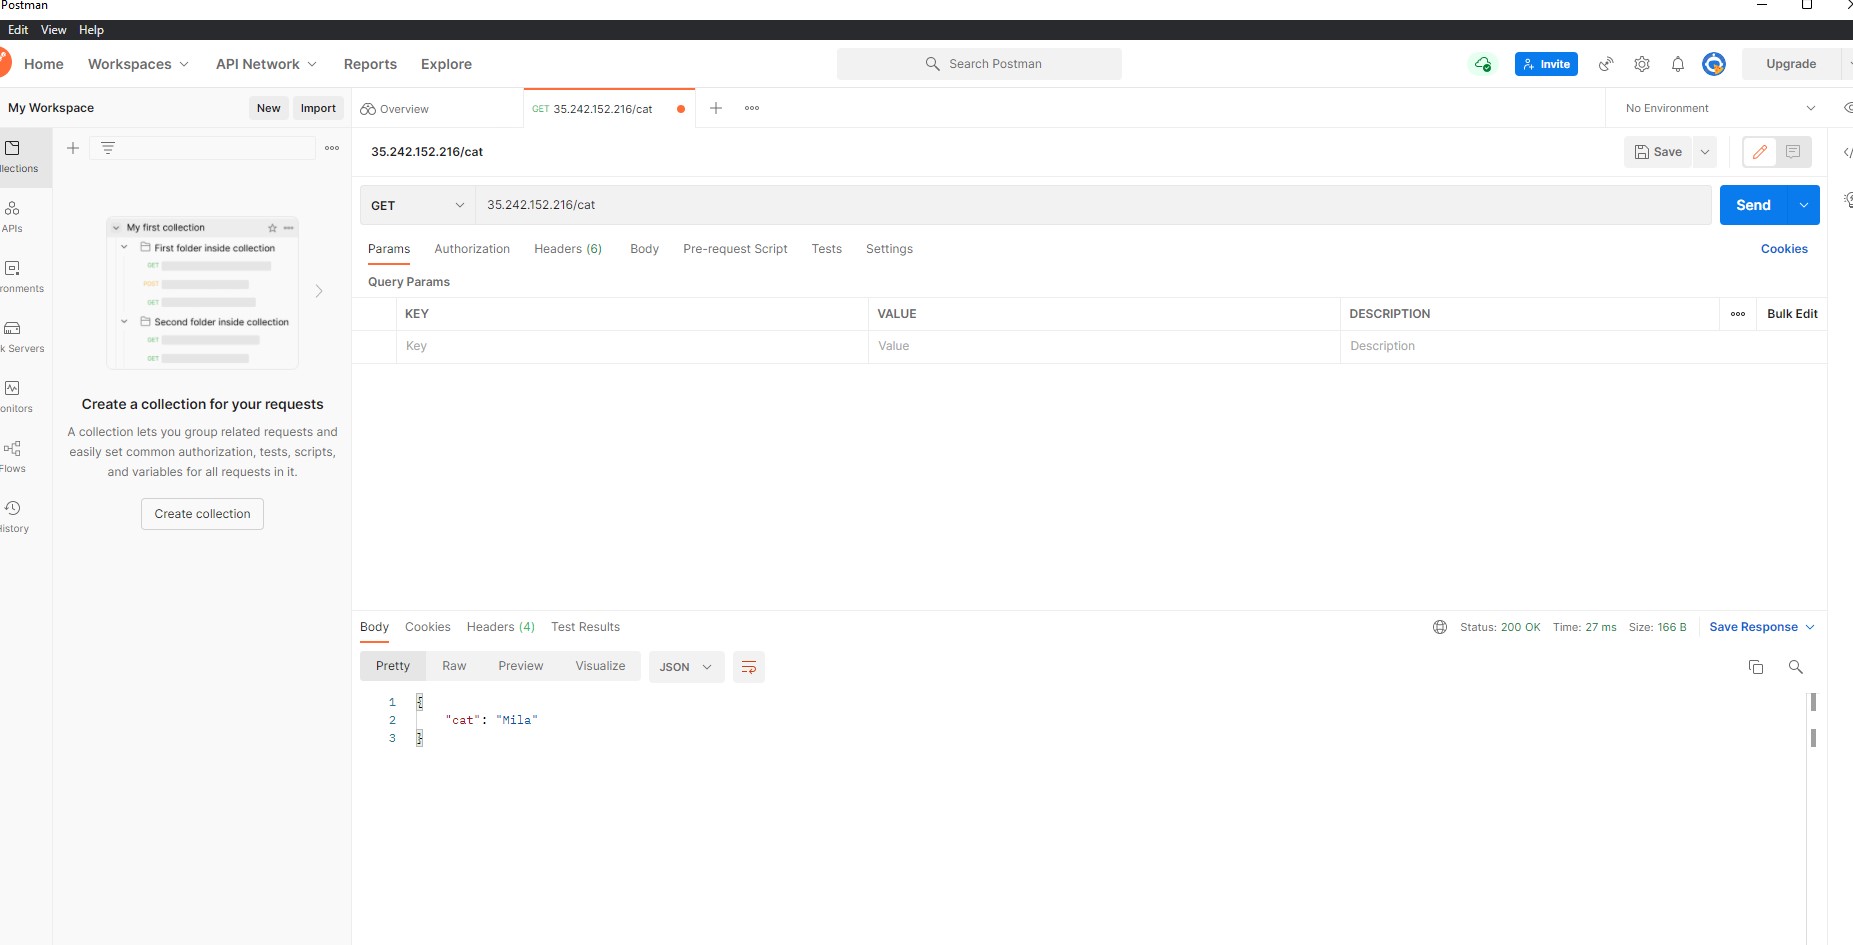 Postman
Edit View Help
Home Workspaces API Network Reports Explore
Search Postman
Invite
Upgrade
My Workspace New Import
Overview
GET 35.242.152.216/cat
No Environment
35.242.152.216/cat
Save
GET 35.242.152.216/cat
Send
Params Authorization Headers (6) Body Pre-request Script Tests Settings
Cookies
Query Params
KEY VALUE DESCRIPTION
Bulk Edit
Key Value Description
llections
APIs
ronments
k Servers
onitors
Flows
History
My first collection
First folder inside collection
GET
POST
GET
Second folder inside collection
GET
GET
Create a collection for your requests
A collection lets you group related requests and
easily set common authorization, tests, scripts,
and variables for all requests in it.
Create collection
Body Cookies Headers (4) Test Results
Status: 200 OK Time: 27 ms Size: 166 B Save Response
Pretty Raw Preview Visualize JSON
1 {
2 "cat": "Mila"
3 }